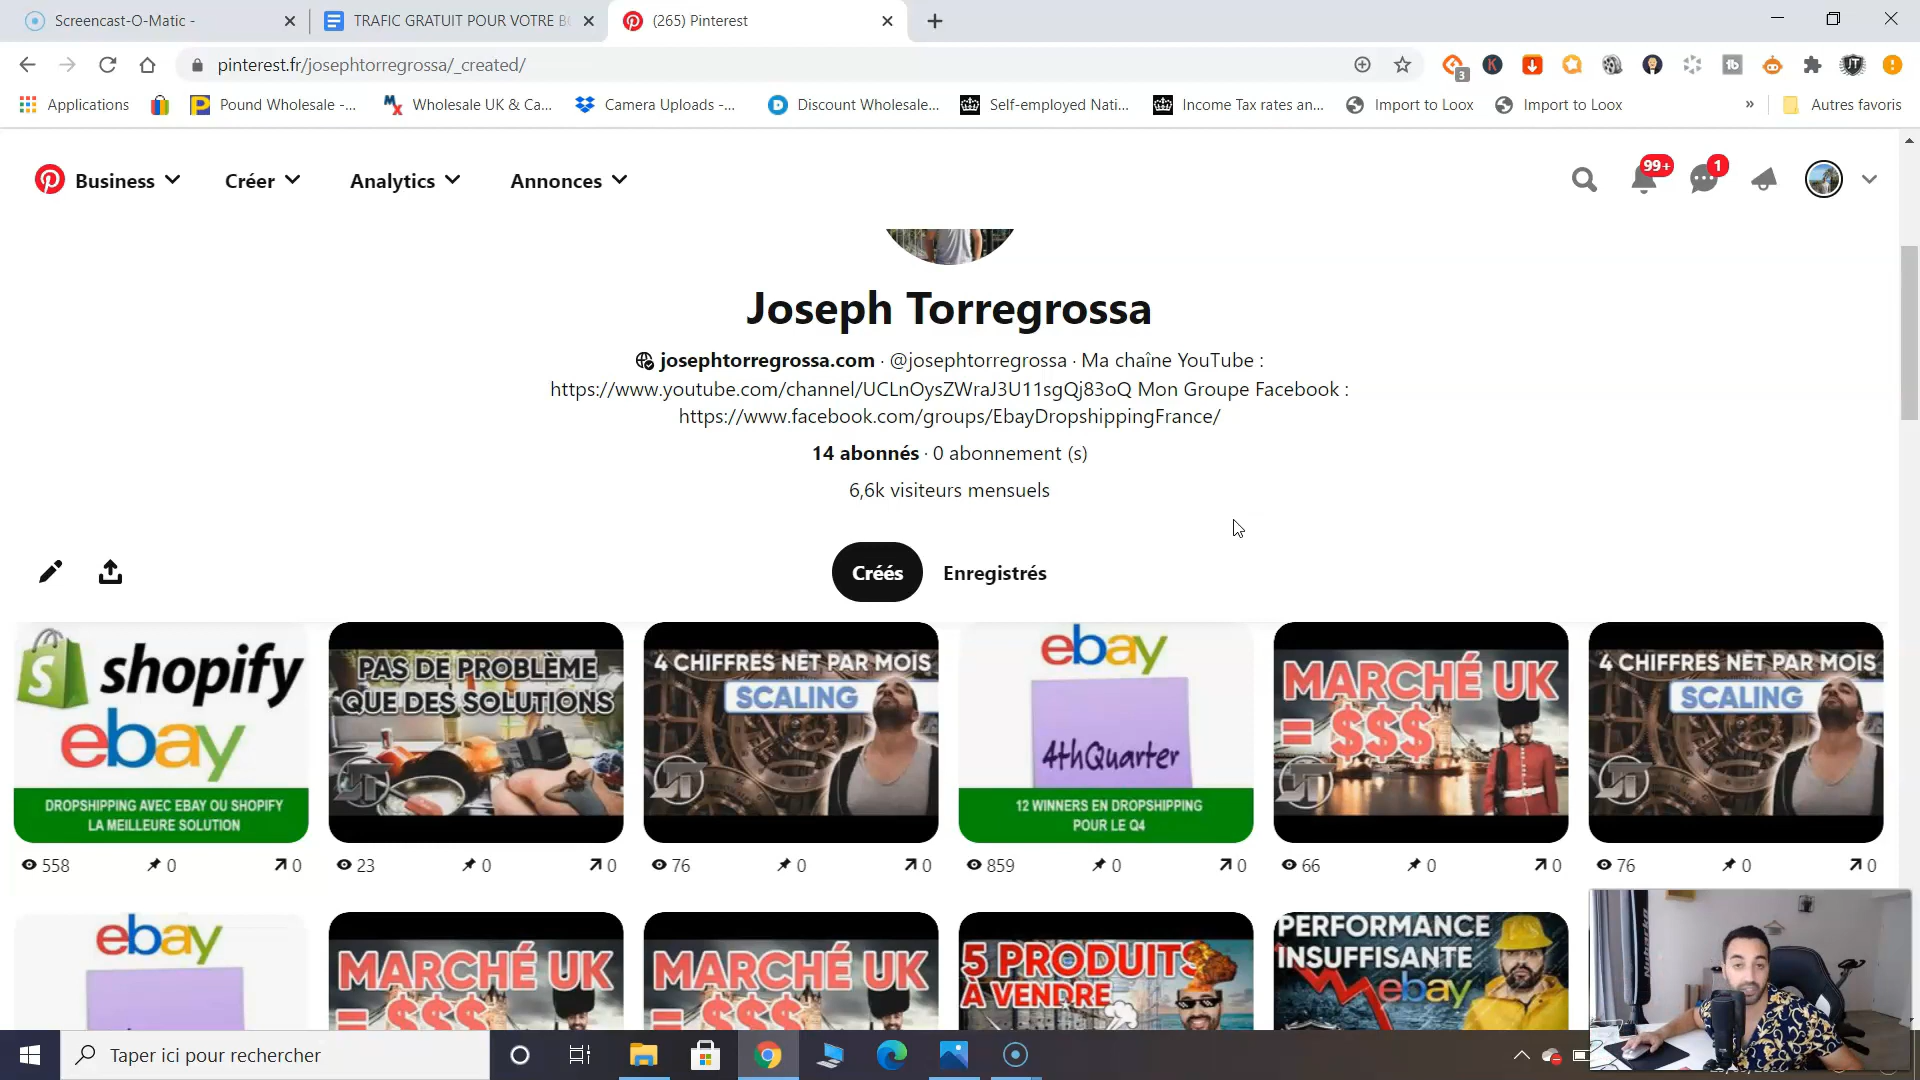 Screencast-O-Matic -
TRAFIC GRATUIT POUR VOTRE BO
(265) Pinterest
pinterest.fr/josephtorregrossa/_created/
3
Applications
Pound Wholesale -...
Wholesale UK & Ca...
Camera Uploads -...
Discount Wholesale...
Self-employed Nati...
Income Tax rates an...
Import to Loox
Import to Loox
»
Autres favoris
Business
Créer
Analytics
Annonces
99+
1
Joseph Torregrossa
josephtorregrossa.com · @josephtorregrossa · Ma chaîne YouTube :
https://www.youtube.com/channel/UCLnOysZWraJ3U11sgQj83oQ Mon Groupe Facebook :
https://www.facebook.com/groups/EbayDropshippingFrance/
14 abonnés · 0 abonnement (s)
6,6k visiteurs mensuels
Créés
Enregistrés
shopify
ebay
DROPSHIPPING AVEC EBAY OU SHOPIFY
LA MEILLEURE SOLUTION
PAS DE PROBLÈME
QUE DES SOLUTIONS
4 CHIFFRES NET PAR MOIS
SCALING
ebay
4thQuarter
12 WINNERS EN DROPSHIPPING
POUR LE Q4
MARCHÉ UK
= $$$
4 CHIFFRES NET PAR MOIS
SCALING
558
0
0
23
0
0
76
0
0
859
0
0
66
0
0
76
0
0
ebay
MARCHÉ UK
= $$$
MARCHÉ UK
= $$$
5 PRODUITS
À VENDRE
PERFORMANCE
INSUFFISANTE
ebay
Taper ici pour rechercher